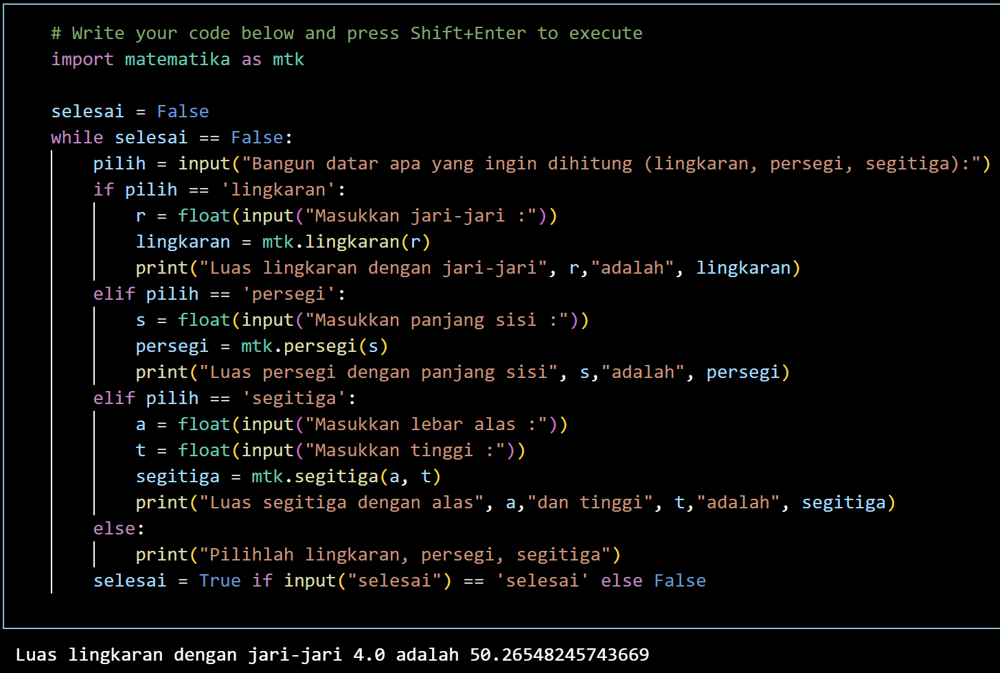 # Write your code below and press Shift+Enter to execute
import matematika as mtk

selesai = False
while selesai == False:
    pilih = input("Bangun datar apa yang ingin dihitung (lingkaran, persegi, segitiga):")
    if pilih == 'lingkaran':
        r = float(input("Masukkan jari-jari :"))
        lingkaran = mtk.lingkaran(r)
        print("Luas lingkaran dengan jari-jari", r,"adalah", lingkaran)
    elif pilih == 'persegi':
        s = float(input("Masukkan panjang sisi :"))
        persegi = mtk.persegi(s)
        print("Luas persegi dengan panjang sisi", s,"adalah", persegi)
    elif pilih == 'segitiga':
        a = float(input("Masukkan lebar alas :"))
        t = float(input("Masukkan tinggi :"))
        segitiga = mtk.segitiga(a, t)
        print("Luas segitiga dengan alas", a,"dan tinggi", t,"adalah", segitiga)
    else:
        print("Pilihlah lingkaran, persegi, segitiga")
    selesai = True if input("selesai") == 'selesai' else False

Luas lingkaran dengan jari-jari 4.0 adalah 50.26548245743669